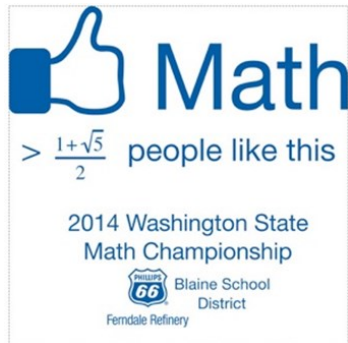 Math
> (1+√5)/2 people like this
2014 Washington State
Math Championship
PHILLIPS
66
Blaine School
District
Ferndale Refinery